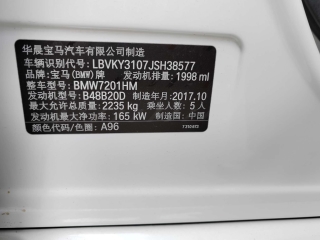 华晨宝马汽车有限公司制造
车辆识别代号: LBVKY3107JSH38577
品牌: 宝马(BMW)牌 发动机排量: 1998 ml
整车型号: BMW7201HM
发动机型号: B48B20D 制造年月: 2017.10
最大允许总质量: 2235 kg 乘坐人数: 5 人
发动机最大净功率: 165 kW 制造国: 中国
颜色代码/色差: A96